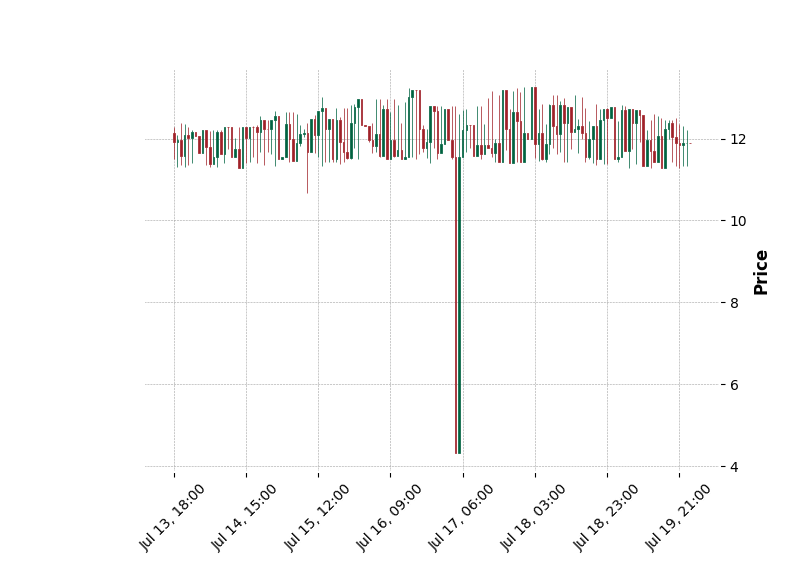 12
10
8
6
4
Price
Jul 13, 18:00
Jul 14, 15:00
Jul 15, 12:00
Jul 16, 09:00
Jul 17, 06:00
Jul 18, 03:00
Jul 18, 23:00
Jul 19, 21:00